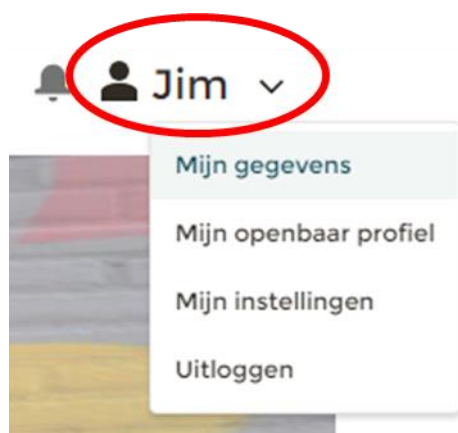 Jim
Mijn gegevens
Mijn openbaar profiel
Mijn instellingen
Uitloggen